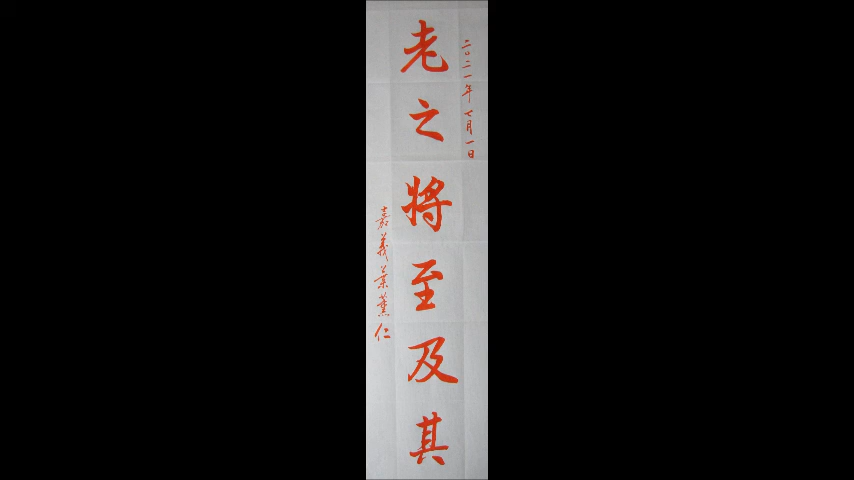 二〇二一年七月一日
老之將至及其
嘉義葉薰仁